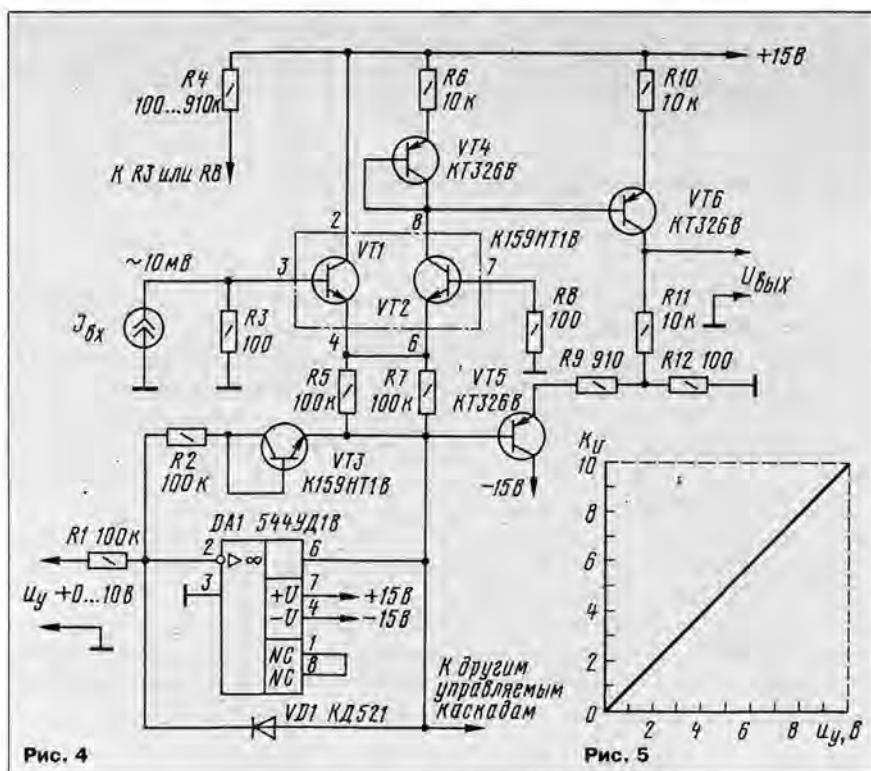 +15В
R4
100...910к
К R3 или R8
R6
10к
R10
10к
VT4
КТ326В
VT6
КТ326В
2
8
К159НТ1В
VT1
3
7
VT2
~10мВ
Jвх
R3
100
R8
100
4
6
Uвых
R11
10к
R5
100к
R7
100к
VT5
КТ326В
R9 910
R12 100
-15В
R2
100к
VT3
К159НТ1В
R1 100к
DA1 544УД1В
2
▷ ∞
6
3
+U
7
+15В
-U
4
-15В
NC
1
NC
8
Uу +0...10В
VD1 КД521
К другим
управляемым
каскадам
KU
10
8
6
4
2
0
2
4
6
8
Uу, В
Рис. 4
Рис. 5